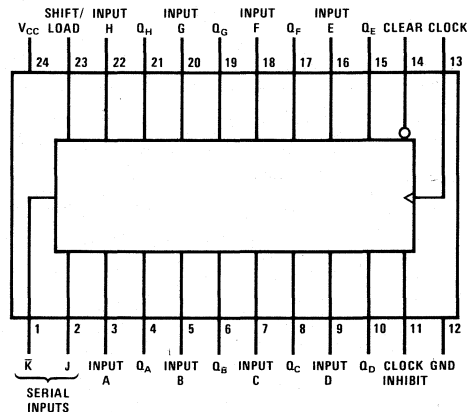 SHIFT/ INPUT INPUT INPUT INPUT
VCC LOAD H QH G QG F QF E QE CLEAR CLOCK
24 23 22 21 20 19 18 17 16 15 14 13
1 2 3 4 5 6 7 8 9 10 11 12
K̅ J INPUT QA INPUT QB INPUT QC INPUT QD CLOCK GND
A B C D INHIBIT
SERIAL
INPUTS